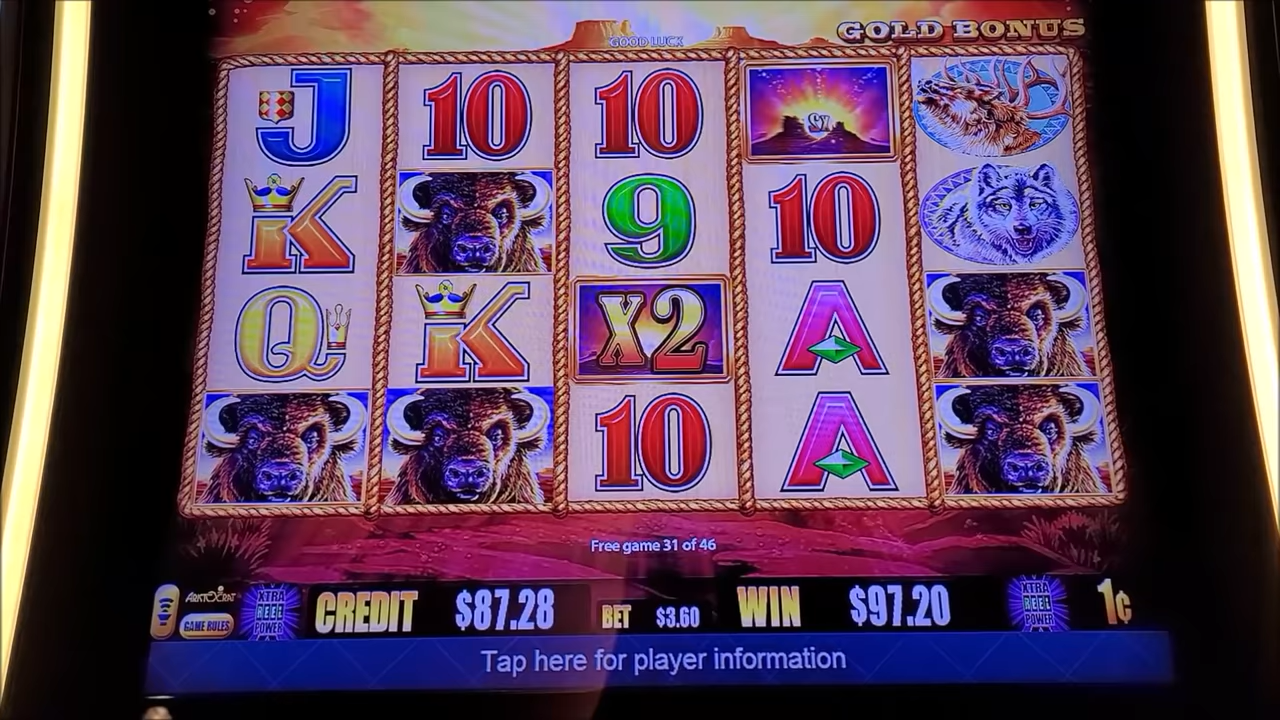 GOOD LUCK
GOLD BONUS
J 10 10
K 9 10
Q K X2 A
10 A
Free game 31 of 46
ARISTOCRAT
GAME RULES
XTRA REEL POWER
CREDIT $87.28 BET $3.60 WIN $97.20
XTRA REEL POWER
1¢
Tap here for player information